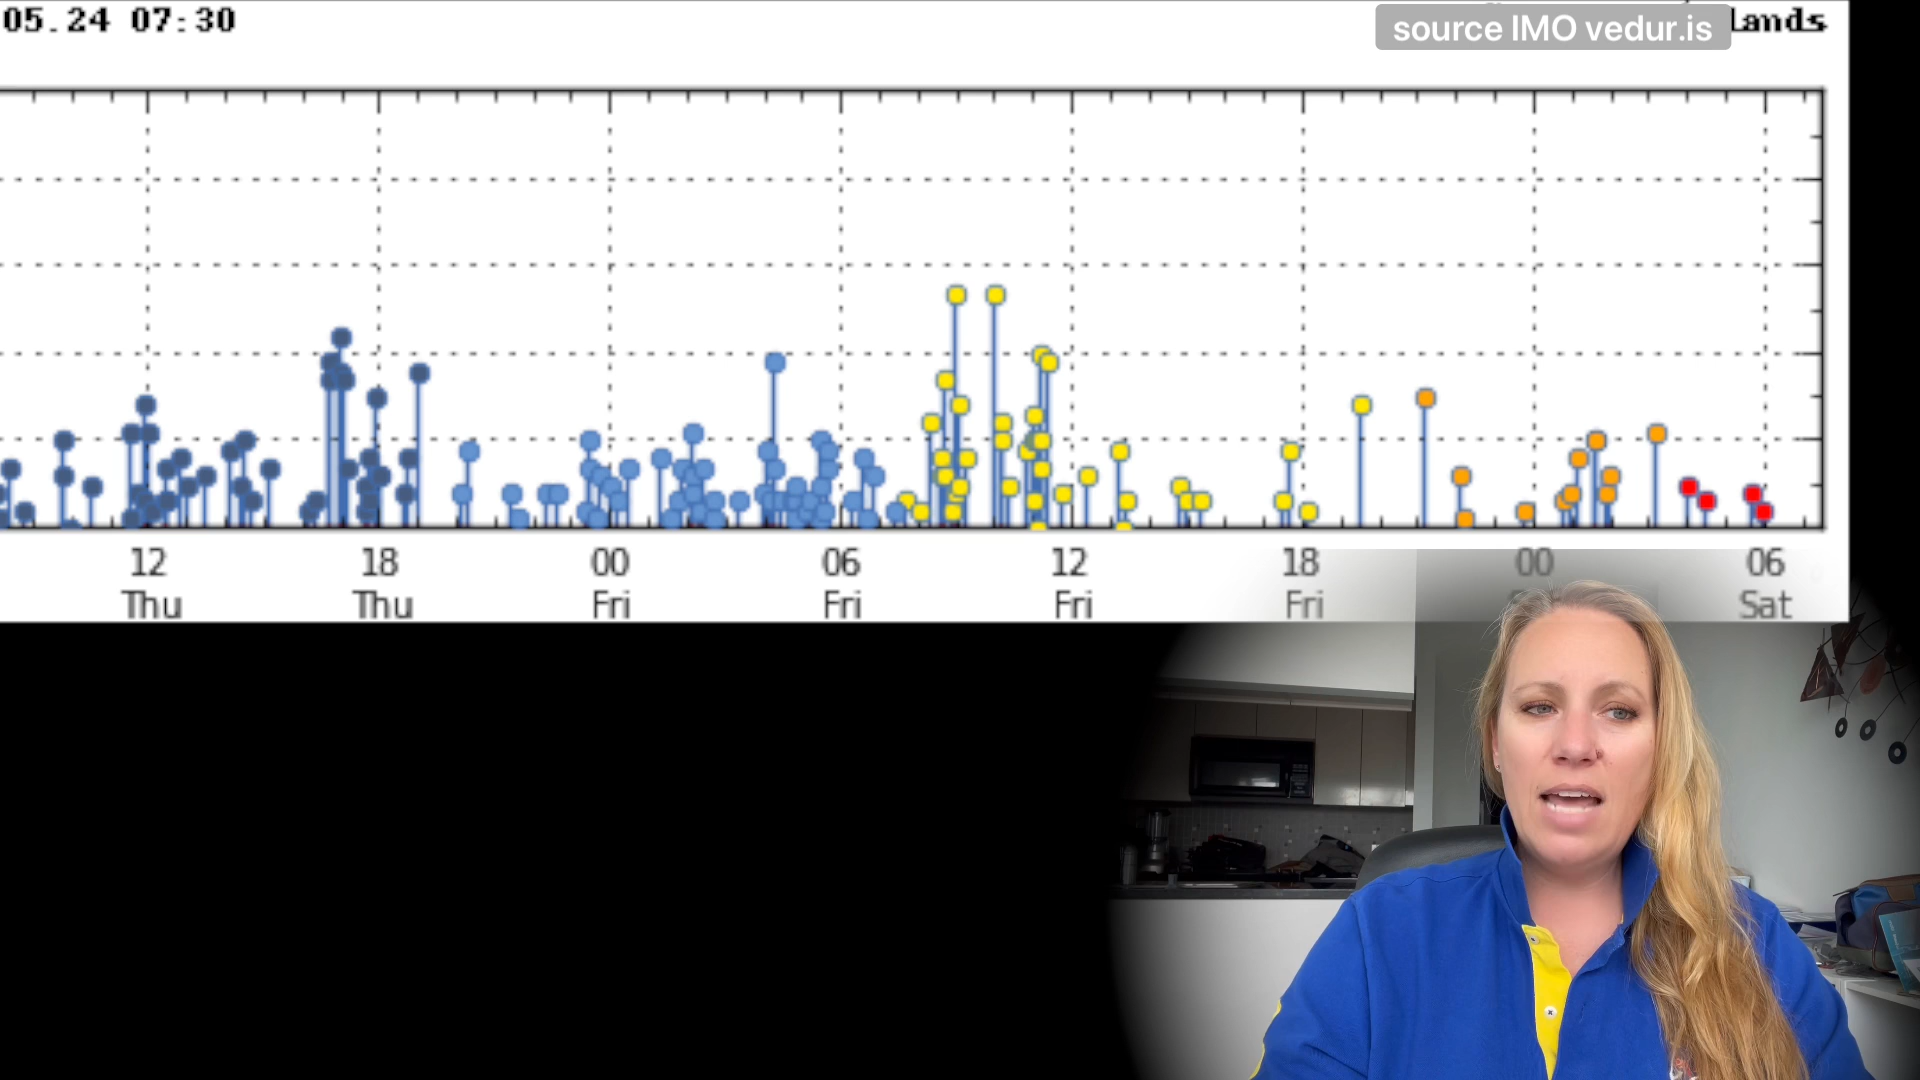 05.24 07:30
source IMO vedur.is
lands
12 18 00 06 12 18 00 06
Thu Thu Fri Fri Fri Fri Sat